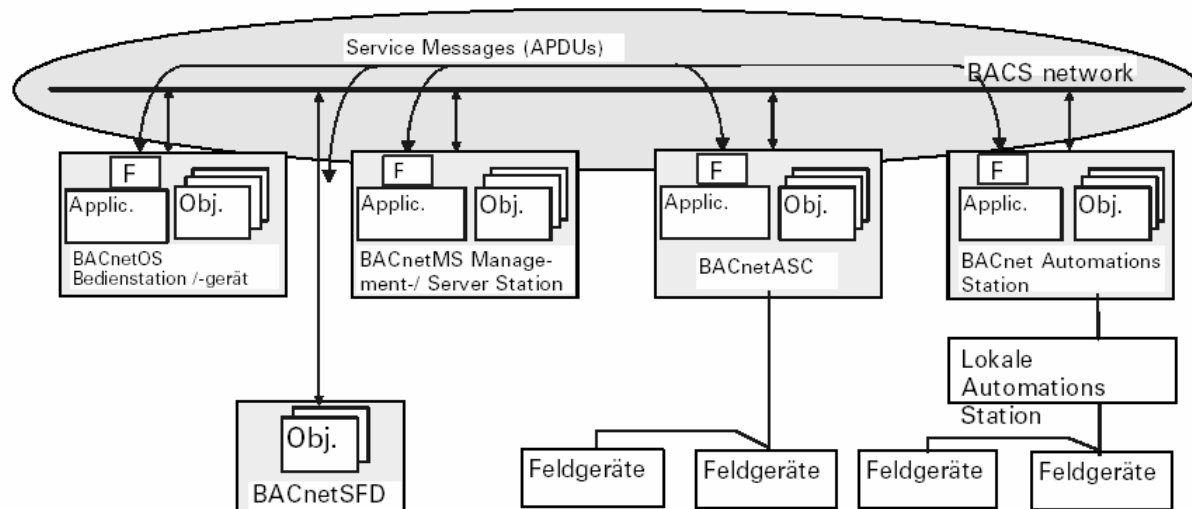 Service Messages (APDUs)
BACS network
F
Applic.
Obj.
BACnetOS
Bedienstation /-gerät
F
Applic.
Obj.
BACnetMS Manage-
ment-/ Server Station
F
Applic.
Obj.
BACnetASC
F
Applic.
Obj.
BACnet Automations
Station
Lokale
Automations
Station
Obj.
BACnetSFD
Feldgeräte
Feldgeräte
Feldgeräte
Feldgeräte